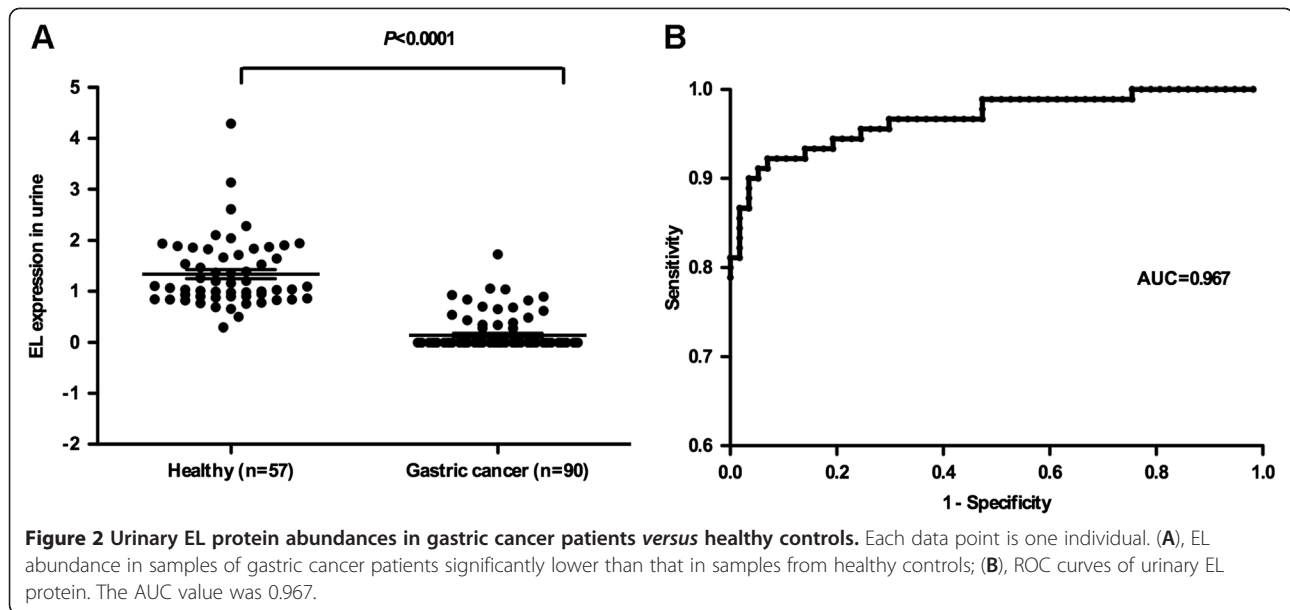 A
P<0.0001
EL expression in urine
5
4
3
2
1
0
-1
-2
Healthy (n=57)
Gastric cancer (n=90)
B
Sensitivity
1.0
0.9
0.8
0.7
0.6
AUC=0.967
0.0
0.2
0.4
0.6
0.8
1.0
1 - Specificity
Figure 2 Urinary EL protein abundances in gastric cancer patients versus healthy controls. Each data point is one individual. (A), EL
abundance in samples of gastric cancer patients significantly lower than that in samples from healthy controls; (B), ROC curves of urinary EL
protein. The AUC value was 0.967.